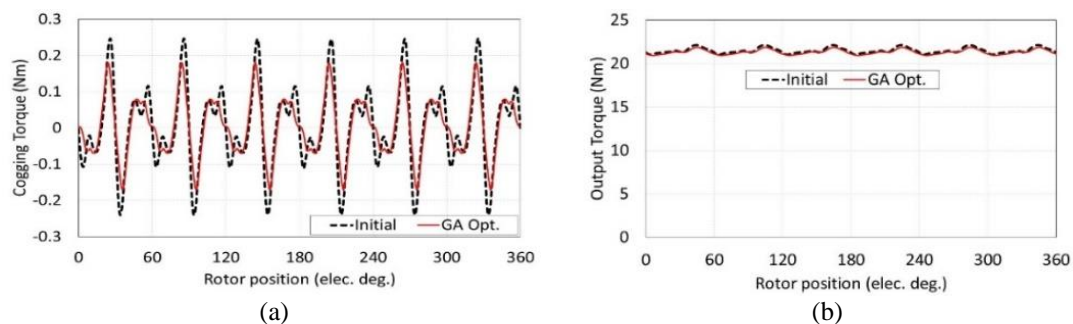 0.3
0.2
0.1
0
-0.1
-0.2
-0.3
Cogging Torque (Nm)
Initial GA Opt.
0 60 120 180 240 300 360
Rotor position (elec. deg.)
(a)
25
20
15
10
5
0
Output Torque (Nm)
Initial GA Opt.
0 60 120 180 240 300 360
Rotor position (elec. deg.)
(b)